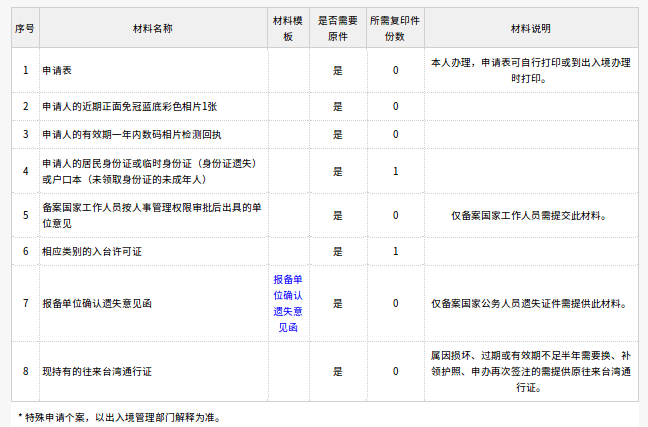 序号 材料名称 材料模板 是否需要原件 所需复印件份数 材料说明
1 申请表 是 0 本人办理，申请表可自行打印或到出入境办理时打印。
2 申请人的近期正面免冠蓝底彩色相片1张 是 0
3 申请人的有效期一年内数码相片检测回执 是 0
4 申请人的居民身份证或临时身份证（身份证遗失）或户口本（未领取身份证的未成年人） 是 1
5 备案国家工作人员按人事管理权限审批后出具的单位意见 是 0 仅备案国家工作人员需提交此材料。
6 相应类别的入台许可证 是 1
7 报备单位确认遗失意见函 报备单位确认遗失意见函 是 0 仅备案国家公务人员遗失证件需提供此材料。
8 现持有的往来台湾通行证 是 0 属因损坏、过期或有效期不足半年需要换、补领护照、申办再次签注的需提供原往来台湾通行证。
* 特殊申请个案，以出入境管理部门解释为准。